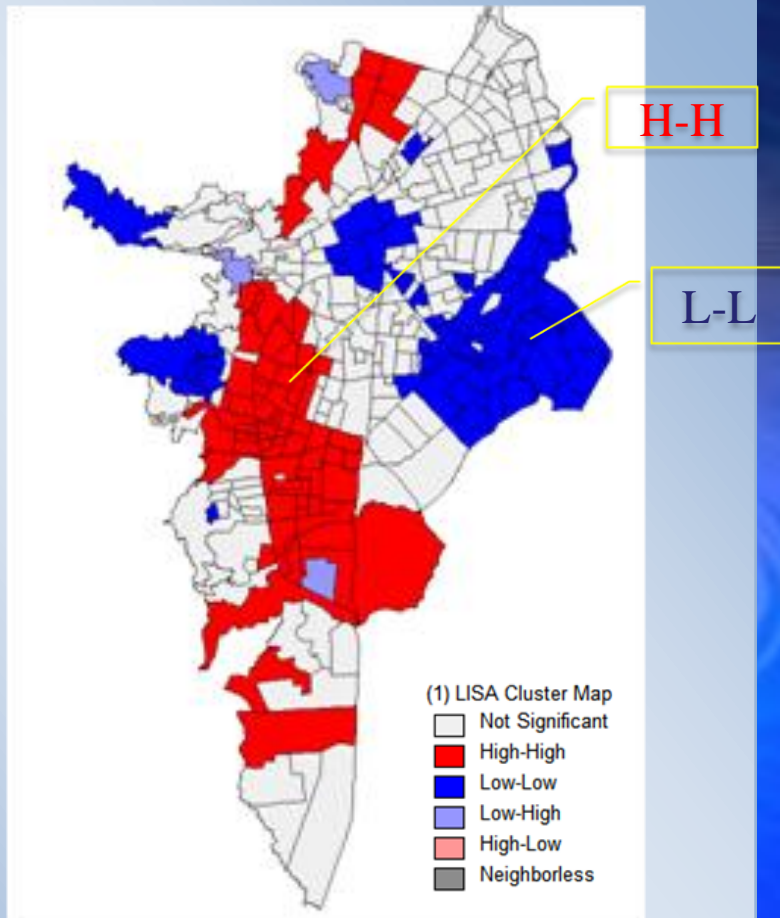 H-H
L-L
(1) LISA Cluster Map
Not Significant
High-High
Low-Low
Low-High
High-Low
Neighborless